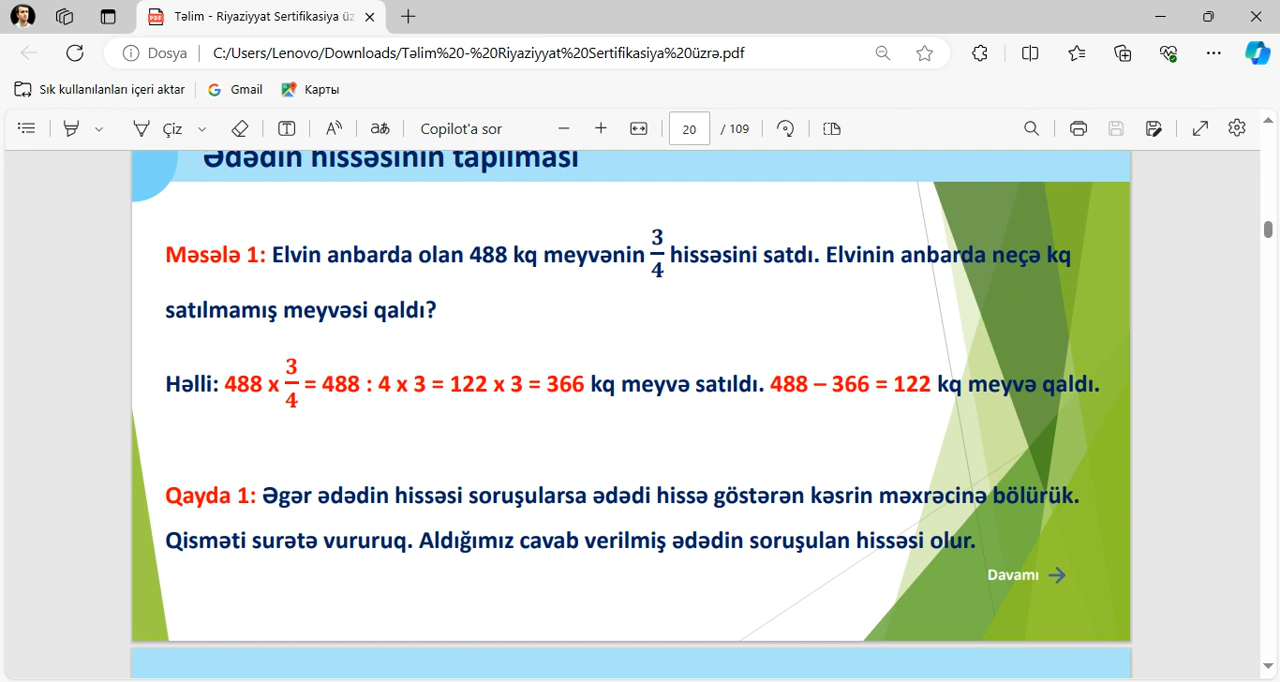 Təlim - Riyaziyyat Sertifikasiya üz
Dosya C:/Users/Lenovo/Downloads/Təlim%20-%20Riyaziyyat%20Sertifikasiya%20üzrə.pdf
Sık kullanılanları içeri aktar Gmail Карты
Çiz A aあ Copilot'a sor 20 / 109
Ədədin hissəsinin tapılması
Məsələ 1: Elvin anbarda olan 488 kq meyvənin 3/4 hissəsini satdı. Elvinin anbarda neçə kq
satılmamış meyvəsi qaldı?
Həlli: 488 x 3/4 = 488 : 4 x 3 = 122 x 3 = 366 kq meyvə satıldı. 488 – 366 = 122 kq meyvə qaldı.
Qayda 1: Əgər ədədin hissəsi soruşularsa ədədi hissə göstərən kəsrin məxrəcinə bölürük.
Qisməti surətə vururuq. Aldığımız cavab verilmiş ədədin soruşulan hissəsi olur.
Davamı